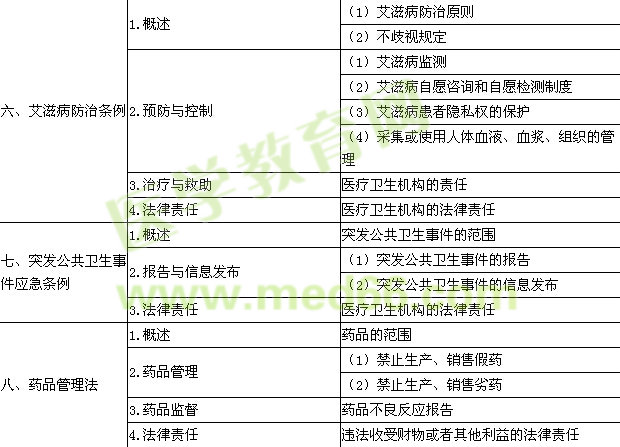 1.概述
（1）艾滋病防治原则
（2）不歧视规定
六、艾滋病防治条例
2.预防与控制
（1）艾滋病监测
（2）艾滋病自愿咨询和自愿检测制度
（3）艾滋病患者隐私权的保护
（4）采集或使用人体血液、血浆、组织的管
理
3.治疗与救助
医疗卫生机构的责任
4.法律责任
医疗卫生机构的法律责任
七、突发公共卫生事
件应急条例
1.概述
突发公共卫生事件的范围
2.报告与信息发布
（1）突发公共卫生事件的报告
（2）突发公共卫生事件的信息发布
3.法律责任
医疗卫生机构的法律责任
八、药品管理法
1.概述
药品的范围
2.药品管理
（1）禁止生产、销售假药
（2）禁止生产、销售劣药
3.药品监督
药品不良反应报告
4.法律责任
违法收受财物或者其他利益的法律责任
医学教育网
www.med66.com